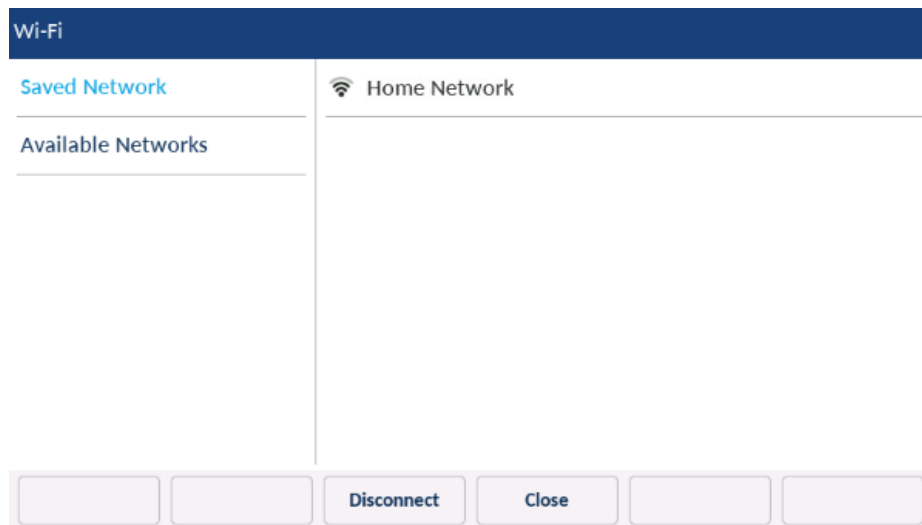 Wi-Fi
Saved Network
Home Network
Available Networks
Disconnect
Close